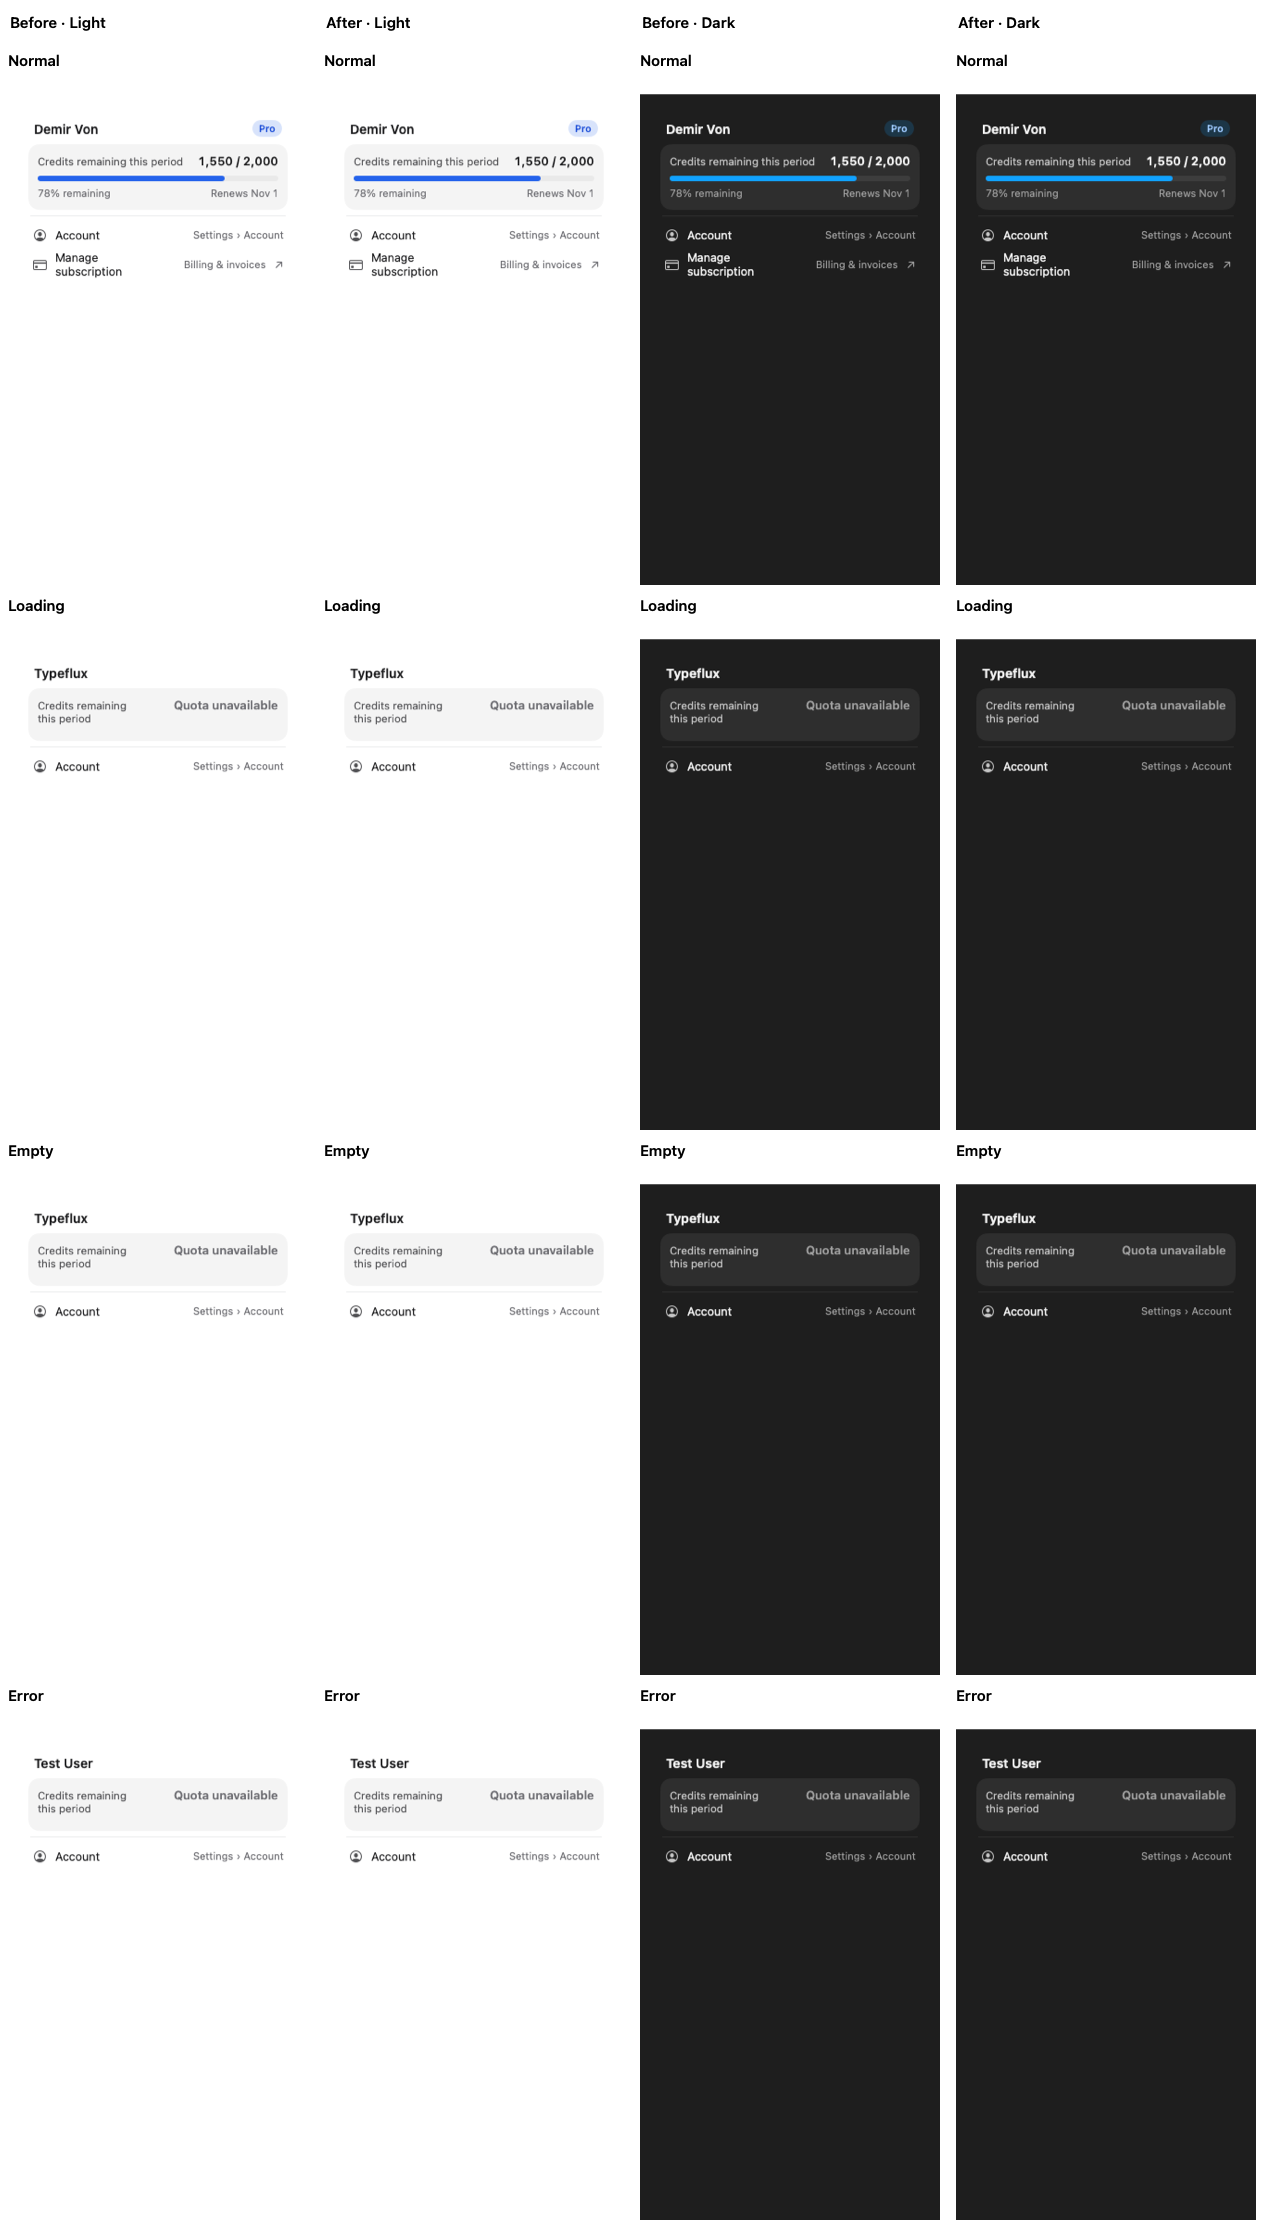 Before · Light After · Light Before · Dark After · Dark
Normal Normal Normal Normal
Demir Von Pro Demir Von Pro Demir Von Pro Demir Von Pro
Credits remaining this period 1,550 / 2,000 Credits remaining this period 1,550 / 2,000 Credits remaining this period 1,550 / 2,000 Credits remaining this period 1,550 / 2,000
78% remaining Renews Nov 1 78% remaining Renews Nov 1 78% remaining Renews Nov 1 78% remaining Renews Nov 1
Account Settings › Account Account Settings › Account Account Settings › Account Account Settings › Account
Manage subscription Billing & invoices ↗ Manage subscription Billing & invoices ↗ Manage subscription Billing & invoices ↗ Manage subscription Billing & invoices ↗
Loading Loading Loading Loading
Typeflux Typeflux Typeflux Typeflux
Credits remaining this period Quota unavailable Credits remaining this period Quota unavailable Credits remaining this period Quota unavailable Credits remaining this period Quota unavailable
Account Settings › Account Account Settings › Account Account Settings › Account Account Settings › Account
Empty Empty Empty Empty
Typeflux Typeflux Typeflux Typeflux
Credits remaining this period Quota unavailable Credits remaining this period Quota unavailable Credits remaining this period Quota unavailable Credits remaining this period Quota unavailable
Account Settings › Account Account Settings › Account Account Settings › Account Account Settings › Account
Error Error Error Error
Test User Test User Test User Test User
Credits remaining this period Quota unavailable Credits remaining this period Quota unavailable Credits remaining this period Quota unavailable Credits remaining this period Quota unavailable
Account Settings › Account Account Settings › Account Account Settings › Account Account Settings › Account